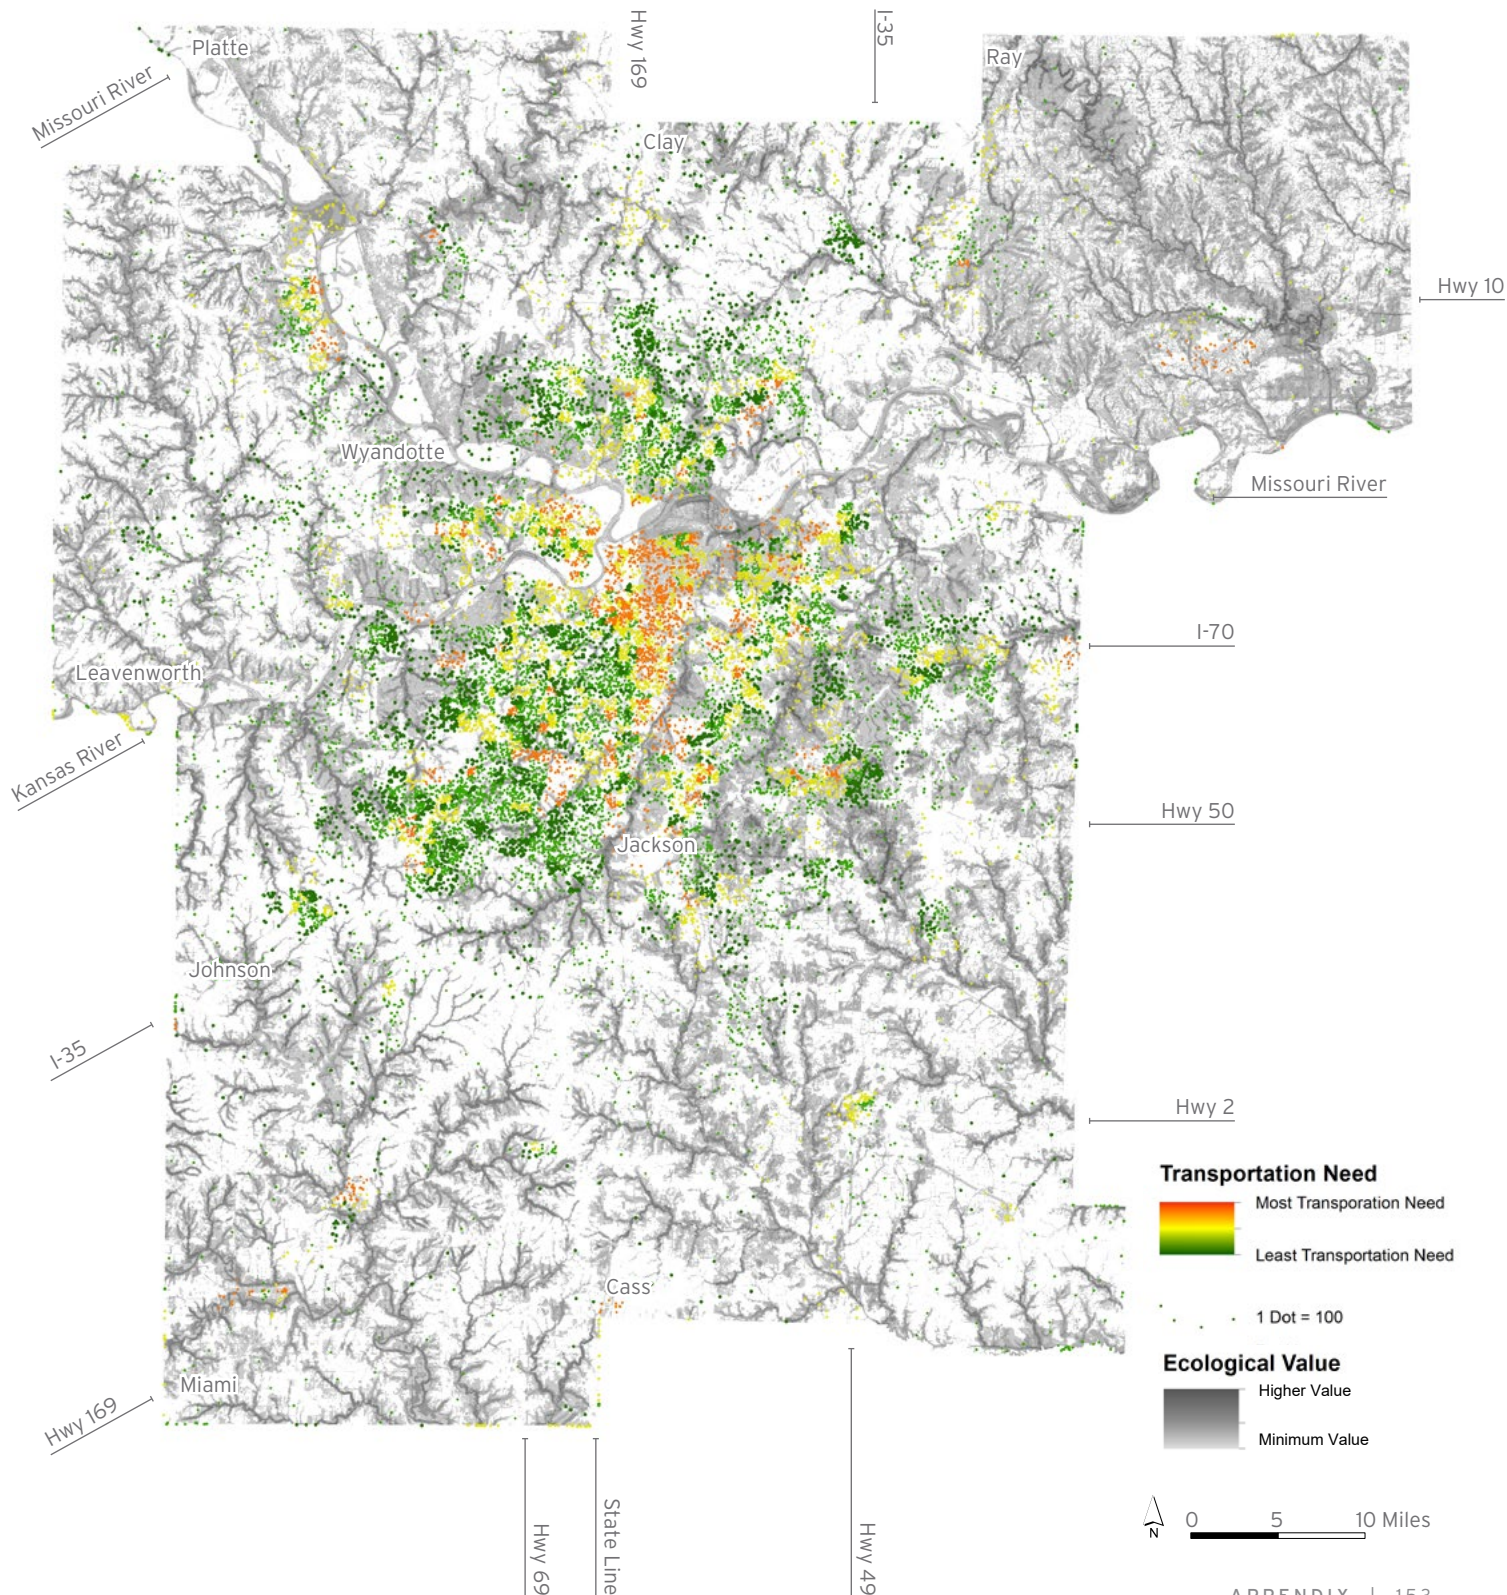 Hwy 169
I-35
Platte
Ray
Missouri River
Clay
Hwy 10
Wyandotte
Missouri River
I-70
Leavenworth
Kansas River
Hwy 50
Jackson
Johnson
I-35
Hwy 2
Transportation Need
Most Transporation Need
Least Transportation Need
1 Dot = 100
Ecological Value
Higher Value
Minimum Value
Cass
Miami
Hwy 169
N
0 5 10 Miles
Hwy 69
State Line
Hwy 49
APPENDIX | 153